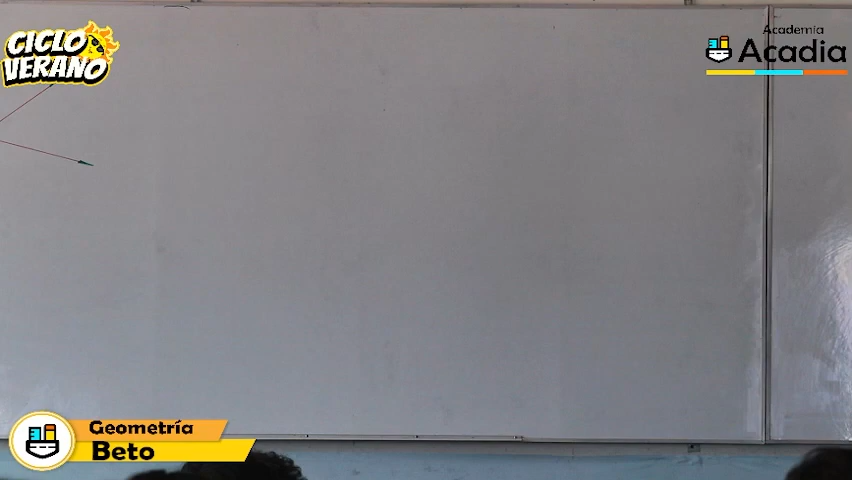 CICLO
VERANO
Academia
Acadia
Geometría
Beto